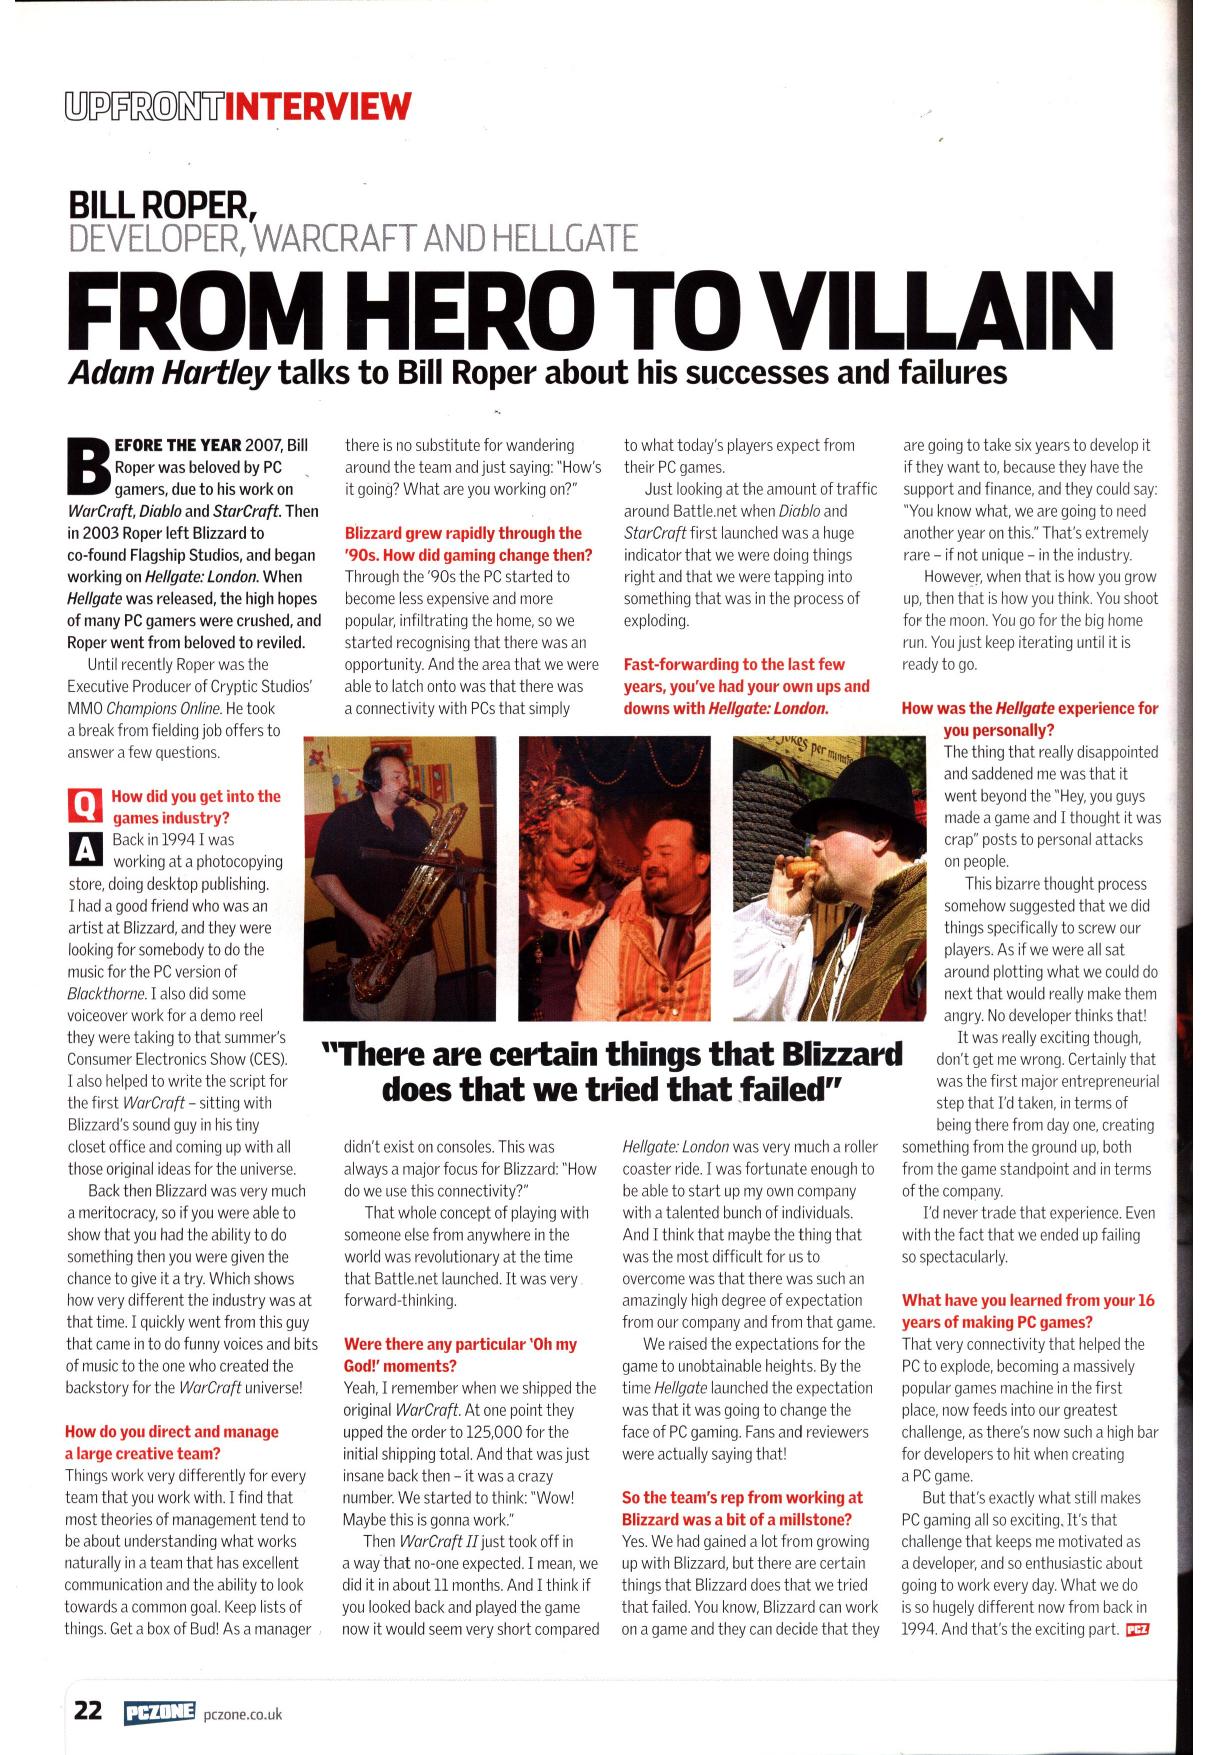 UPFRONTINTERVIEW
BILL ROPER,
DEVELOPER, WARCRAFT AND HELLGATE
FROM HERO TO VILLAIN
Adam Hartley talks to Bill Roper about his successes and failures
BEFORE THE YEAR 2007, Bill
Roper was beloved by PC
gamers, due to his work on
WarCraft, Diablo and StarCraft. Then
in 2003 Roper left Blizzard to
co-found Flagship Studios, and began
working on Hellgate: London. When
Hellgate was released, the high hopes
of many PC gamers were crushed, and
Roper went from beloved to reviled.
Until recently Roper was the
Executive Producer of Cryptic Studios'
MMO Champions Online. He took
a break from fielding job offers to
answer a few questions.
Q How did you get into the
games industry?
A Back in 1994 I was
working at a photocopying
store, doing desktop publishing.
I had a good friend who was an
artist at Blizzard, and they were
looking for somebody to do the
music for the PC version of
Blackthorne. I also did some
voiceover work for a demo reel
they were taking to that summer's
Consumer Electronics Show (CES).
I also helped to write the script for
the first WarCraft – sitting with
Blizzard's sound guy in his tiny
closet office and coming up with all
those original ideas for the universe.
Back then Blizzard was very much
a meritocracy, so if you were able to
show that you had the ability to do
something then you were given the
chance to give it a try. Which shows
how very different the industry was at
that time. I quickly went from this guy
that came in to do funny voices and bits
of music to the one who created the
backstory for the WarCraft universe!
How do you direct and manage
a large creative team?
Things work very differently for every
team that you work with. I find that
most theories of management tend to
be about understanding what works
naturally in a team that has excellent
communication and the ability to look
towards a common goal. Keep lists of
things. Get a box of Bud! As a manager
there is no substitute for wandering
around the team and just saying: "How's
it going? What are you working on?"
Blizzard grew rapidly through the
'90s. How did gaming change then?
Through the '90s the PC started to
become less expensive and more
popular, infiltrating the home, so we
started recognising that there was an
opportunity. And the area that we were
able to latch onto was that there was
a connectivity with PCs that simply
didn't exist on consoles. This was
always a major focus for Blizzard: "How
do we use this connectivity?"
That whole concept of playing with
someone else from anywhere in the
world was revolutionary at the time
that Battle.net launched. It was very
forward-thinking.
Were there any particular 'Oh my
God!' moments?
Yeah, I remember when we shipped the
original WarCraft. At one point they
upped the order to 125,000 for the
initial shipping total. And that was just
insane back then – it was a crazy
number. We started to think: "Wow!
Maybe this is gonna work."
Then WarCraft II just took off in
a way that no-one expected. I mean, we
did it in about 11 months. And I think if
you looked back and played the game
now it would seem very short compared
to what today's players expect from
their PC games.
Just looking at the amount of traffic
around Battle.net when Diablo and
StarCraft first launched was a huge
indicator that we were doing things
right and that we were tapping into
something that was in the process of
exploding.
Fast-forwarding to the last few
years, you've had your own ups and
downs with Hellgate: London.
jokes per minute
"There are certain things that Blizzard
does that we tried that failed"
Hellgate: London was very much a roller
coaster ride. I was fortunate enough to
be able to start up my own company
with a talented bunch of individuals.
And I think that maybe the thing that
was the most difficult for us to
overcome was that there was such an
amazingly high degree of expectation
from our company and from that game.
We raised the expectations for the
game to unobtainable heights. By the
time Hellgate launched the expectation
was that it was going to change the
face of PC gaming. Fans and reviewers
were actually saying that!
So the team's rep from working at
Blizzard was a bit of a millstone?
Yes. We had gained a lot from growing
up with Blizzard, but there are certain
things that Blizzard does that we tried
that failed. You know, Blizzard can work
on a game and they can decide that they
are going to take six years to develop it
if they want to, because they have the
support and finance, and they could say:
"You know what, we are going to need
another year on this." That's extremely
rare – if not unique – in the industry.
However, when that is how you grow
up, then that is how you think. You shoot
for the moon. You go for the big home
run. You just keep iterating until it is
ready to go.
How was the Hellgate experience for
you personally?
The thing that really disappointed
and saddened me was that it
went beyond the "Hey, you guys
made a game and I thought it was
crap" posts to personal attacks
on people.
This bizarre thought process
somehow suggested that we did
things specifically to screw our
players. As if we were all sat
around plotting what we could do
next that would really make them
angry. No developer thinks that!
It was really exciting though,
don't get me wrong. Certainly that
was the first major entrepreneurial
step that I'd taken, in terms of
being there from day one, creating
something from the ground up, both
from the game standpoint and in terms
of the company.
I'd never trade that experience. Even
with the fact that we ended up failing
so spectacularly.
What have you learned from your 16
years of making PC games?
That very connectivity that helped the
PC to explode, becoming a massively
popular games machine in the first
place, now feeds into our greatest
challenge, as there's now such a high bar
for developers to hit when creating
a PC game.
But that's exactly what still makes
PC gaming all so exciting. It's that
challenge that keeps me motivated as
a developer, and so enthusiastic about
going to work every day. What we do
is so hugely different now from back in
1994. And that's the exciting part. PCZ
22 PCZONE pczone.co.uk